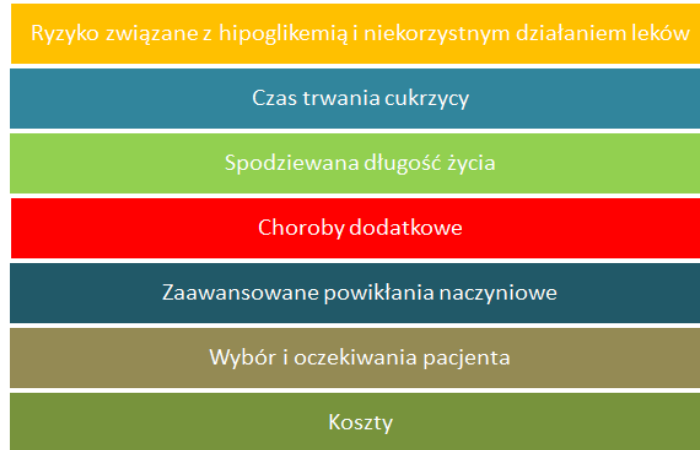 Ryzyko związane z hipoglikemią i niekorzystnym działaniem leków
Czas trwania cukrzycy
Spodziewana długość życia
Choroby dodatkowe
Zaawansowane powikłania naczyniowe
Wybór i oczekiwania pacjenta
Koszty